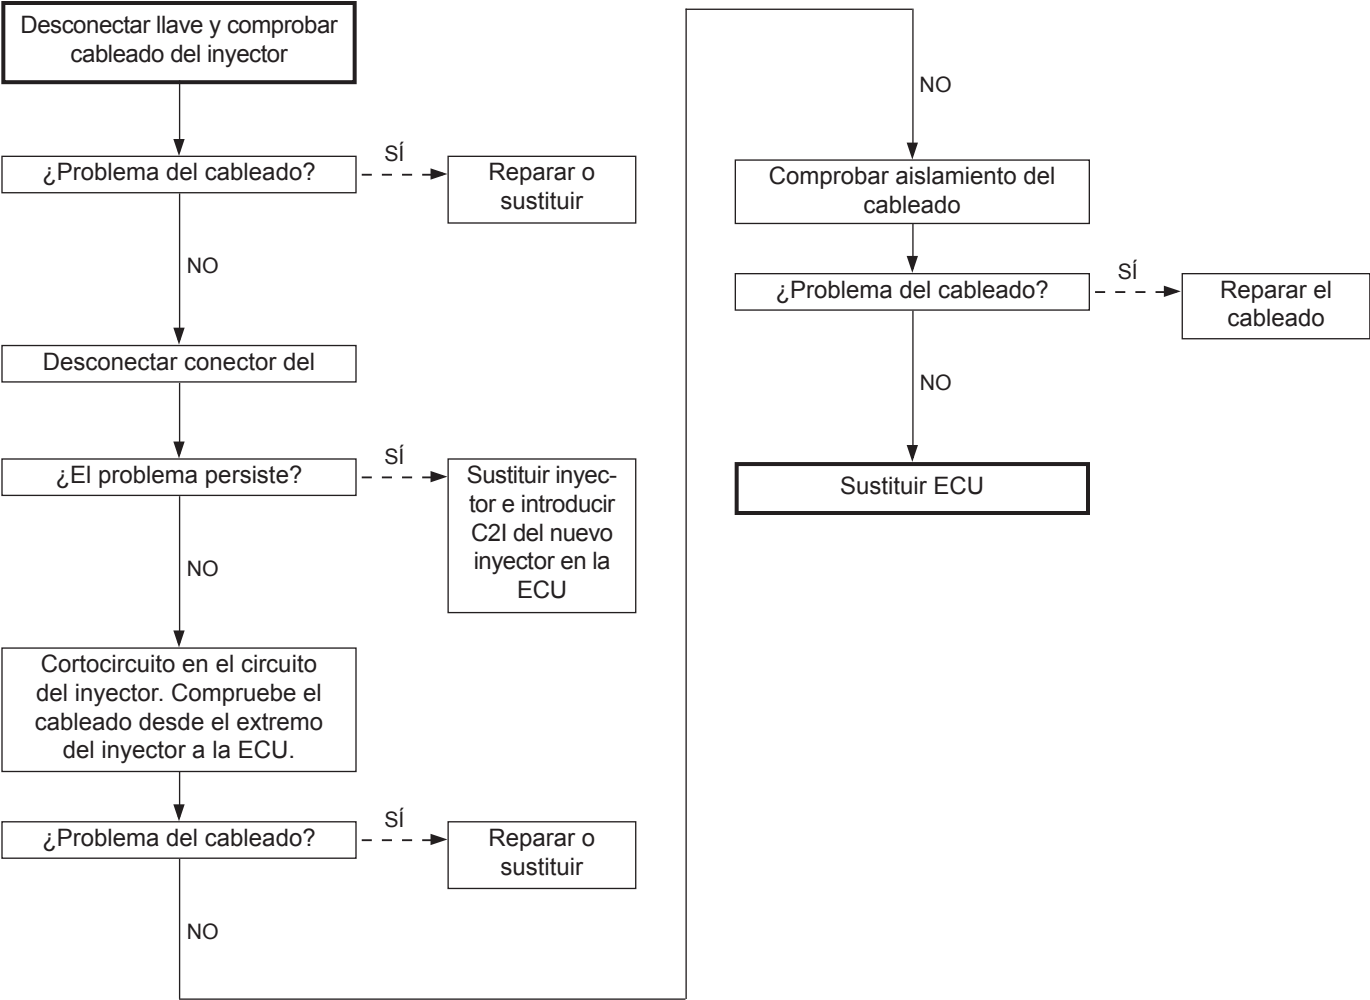 Desconectar llave y comprobar
cableado del inyector
¿Problema del cableado?
SÍ
Reparar o
sustituir
NO
Desconectar conector del
¿El problema persiste?
SÍ
Sustituir inyec-
tor e introducir
C2I del nuevo
inyector en la
ECU
NO
Cortocircuito en el circuito
del inyector. Compruebe el
cableado desde el extremo
del inyector a la ECU.
¿Problema del cableado?
SÍ
Reparar o
sustituir
NO
NO
Comprobar aislamiento del
cableado
¿Problema del cableado?
SÍ
Reparar el
cableado
NO
Sustituir ECU